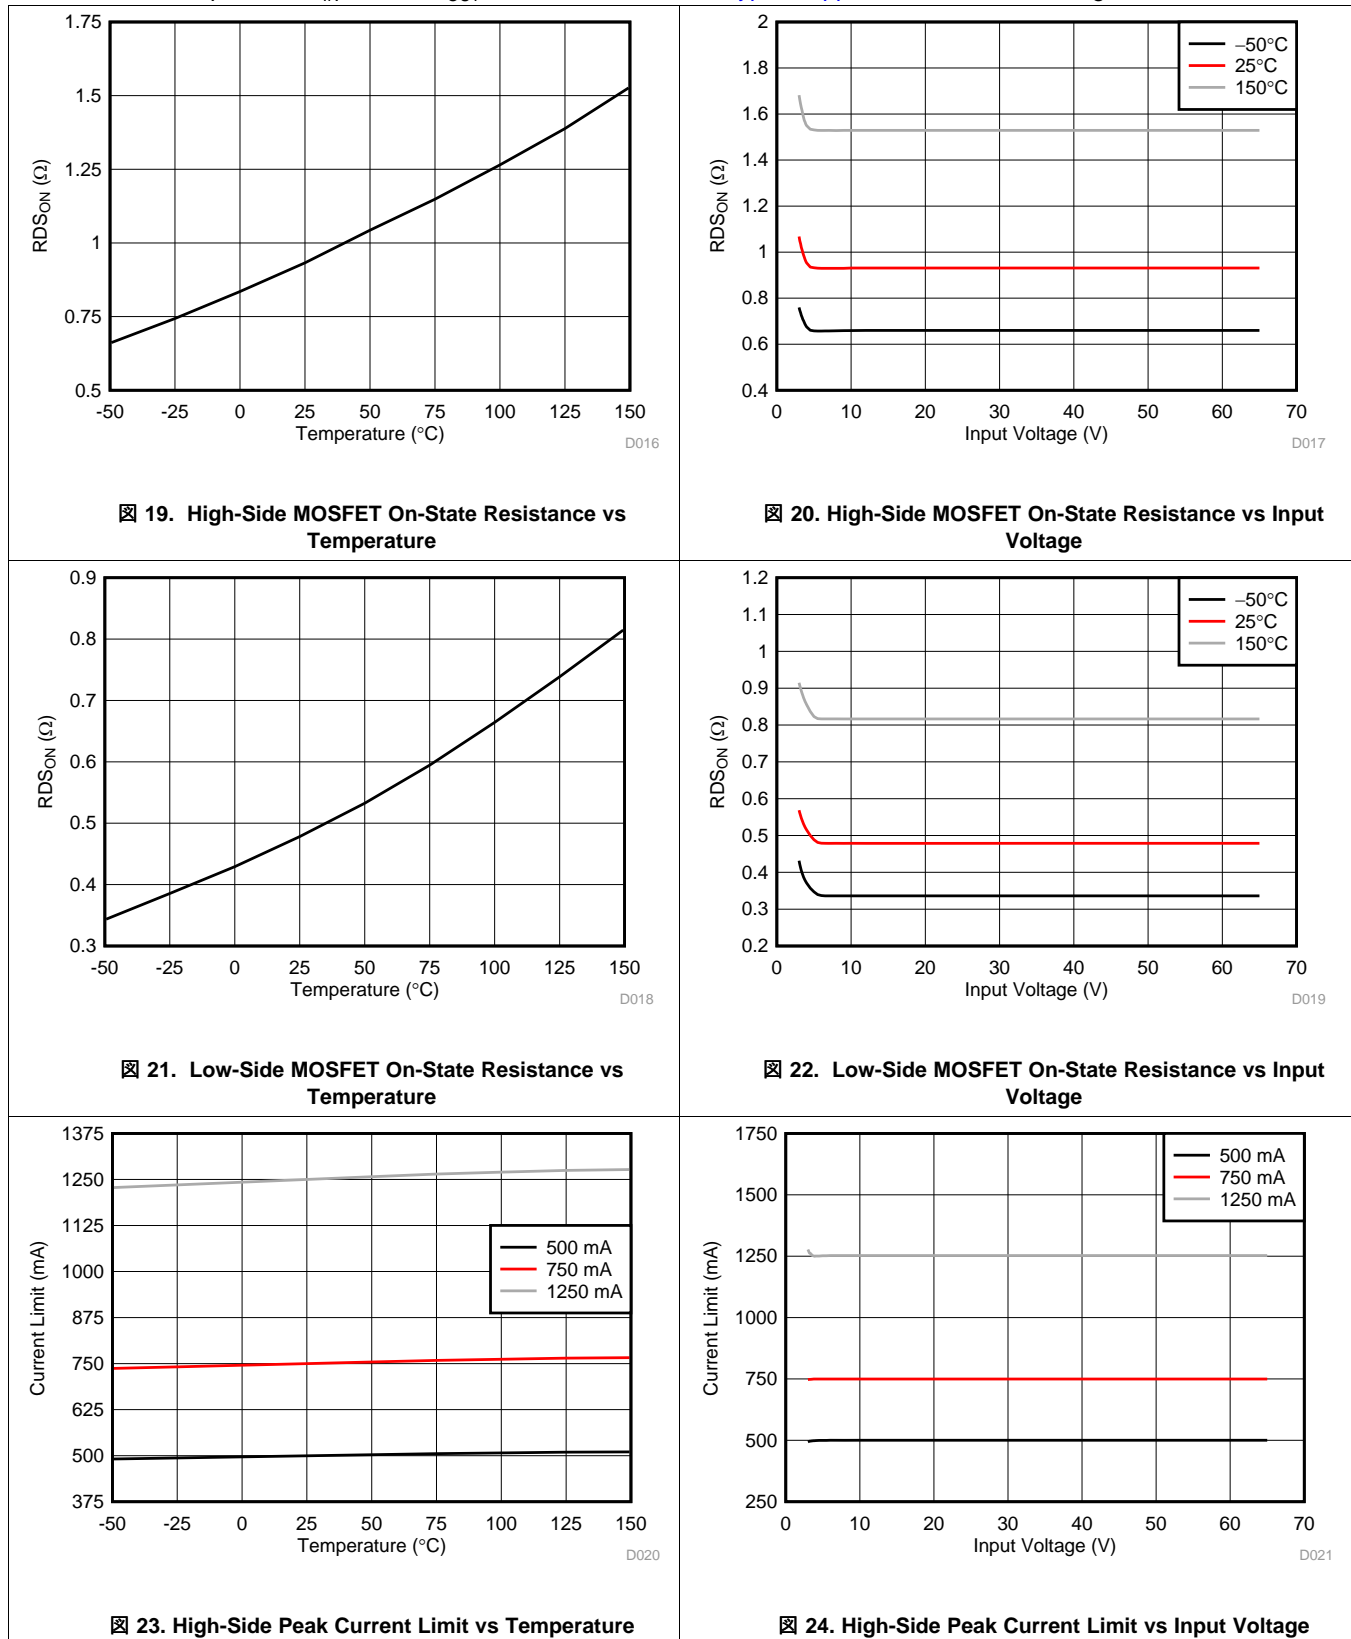 1.75
1.5
1.25
1
0.75
0.5
RDSON (Ω)
-50 -25 0 25 50 75 100 125 150
Temperature (°C)
D016
図 19. High-Side MOSFET On-State Resistance vs
Temperature
2
1.8
1.6
1.4
1.2
1
0.8
0.6
0.4
RDSON (Ω)
–50°C
25°C
150°C
0 10 20 30 40 50 60 70
Input Voltage (V)
D017
図 20. High-Side MOSFET On-State Resistance vs Input
Voltage
0.9
0.8
0.7
0.6
0.5
0.4
0.3
RDSON (Ω)
-50 -25 0 25 50 75 100 125 150
Temperature (°C)
D018
図 21. Low-Side MOSFET On-State Resistance vs
Temperature
1.2
1.1
1
0.9
0.8
0.7
0.6
0.5
0.4
0.3
0.2
RDSON (Ω)
–50°C
25°C
150°C
0 10 20 30 40 50 60 70
Input Voltage (V)
D019
図 22. Low-Side MOSFET On-State Resistance vs Input
Voltage
1375
1250
1125
1000
875
750
625
500
375
Current Limit (mA)
500 mA
750 mA
1250 mA
-50 -25 0 25 50 75 100 125 150
Temperature (°C)
D020
図 23. High-Side Peak Current Limit vs Temperature
1750
1500
1250
1000
750
500
250
Current Limit (mA)
500 mA
750 mA
1250 mA
0 10 20 30 40 50 60 70
Input Voltage (V)
D021
図 24. High-Side Peak Current Limit vs Input Voltage